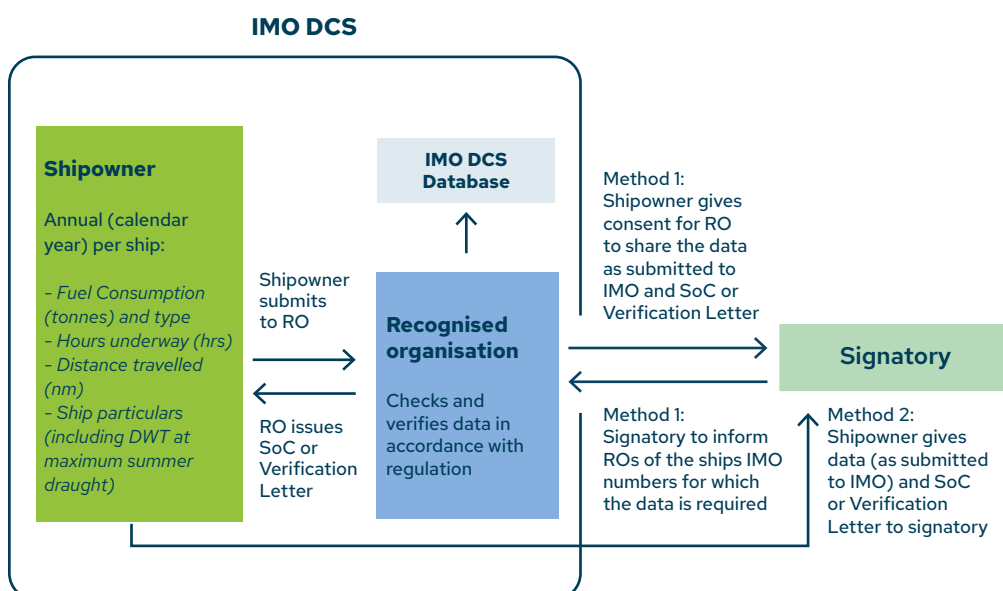 IMO DCS
Shipowner
Annual (calendar
year) per ship:
- Fuel Consumption
(tonnes) and type
- Hours underway (hrs)
- Distance travelled
(nm)
- Ship particulars
(including DWT at
maximum summer
draught)
Shipowner
submits
to RO
RO issues
SoC or
Verification
Letter
IMO DCS
Database
Recognised
organisation
Checks and
verifies data in
accordance with
regulation
Method 1:
Shipowner gives
consent for RO
to share the data
as submitted to
IMO and SoC or
Verification Letter
Method 1:
Signatory to inform
ROs of the ships IMO
numbers for which
the data is required
Signatory
Method 2:
Shipowner gives
data (as submitted
to IMO) and SoC
or Verification
Letter to signatory